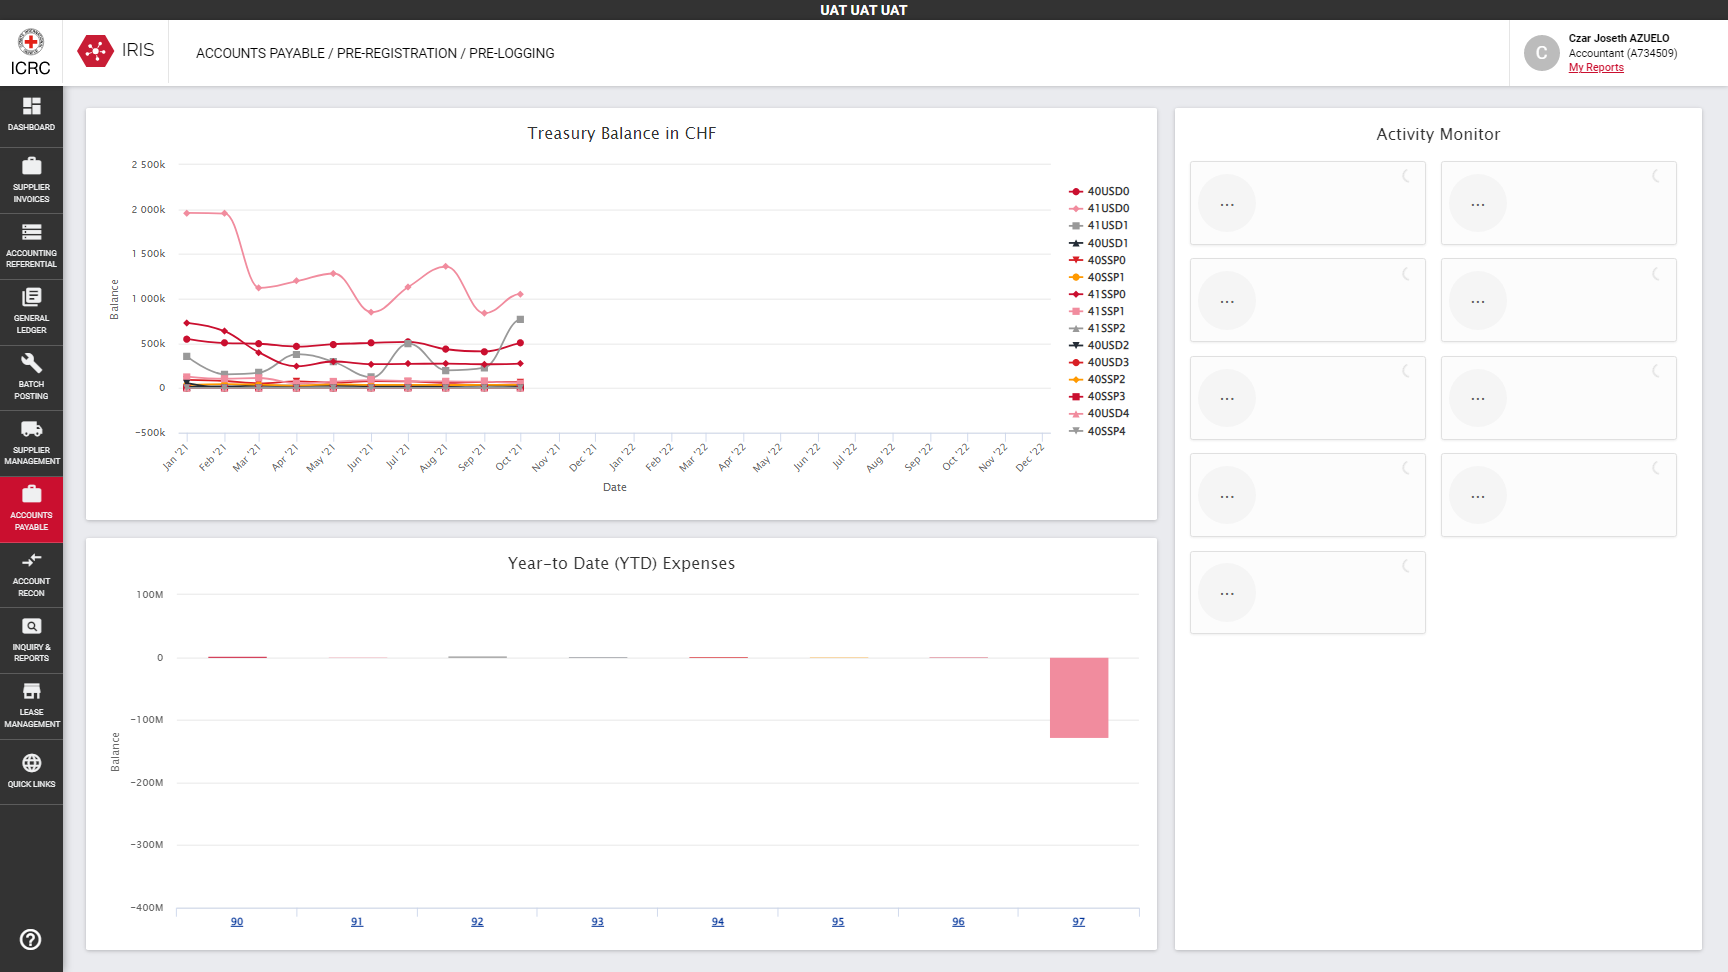 UAT UAT UAT
ICRC
IRIS
ACCOUNTS PAYABLE / PRE-REGISTRATION / PRE-LOGGING
C
Czar Joseth AZUELO
Accountant (A734509)
My Reports
DASHBOARD
SUPPLIER
INVOICES
ACCOUNTING
REFERENTIAL
GENERAL
LEDGER
BATCH
POSTING
SUPPLIER
MANAGEMENT
ACCOUNTS
PAYABLE
ACCOUNT
RECON
INQUIRY &
REPORTS
LEASE
MANAGEMENT
QUICK LINKS
Treasury Balance in CHF
Balance
2 500k
2 000k
1 500k
1 000k
500k
0
-500k
Jan '21
Feb '21
Mar '21
Apr '21
May '21
Jun '21
Jul '21
Aug '21
Sep '21
Oct '21
Nov '21
Dec '21
Jan '22
Feb '22
Mar '22
Apr '22
May '22
Jun '22
Jul '22
Aug '22
Sep '22
Oct '22
Nov '22
Dec '22
Date
40USD0
41USD0
41USD1
40USD1
40SSP0
40SSP1
41SSP0
41SSP1
41SSP2
40USD2
40USD3
40SSP2
40SSP3
40USD4
40SSP4
Year-to Date (YTD) Expenses
Balance
100M
0
-100M
-200M
-300M
-400M
90
91
92
93
94
95
96
97
Activity Monitor
...
...
...
...
...
...
...
...
...